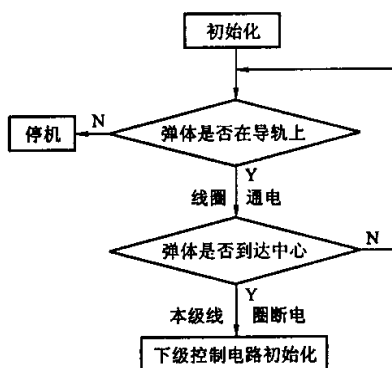 初始化
弹体是否在导轨上
N
停机
Y
线圈 通电
弹体是否到达中心
N
Y
本级线 圈断电
下级控制电路初始化